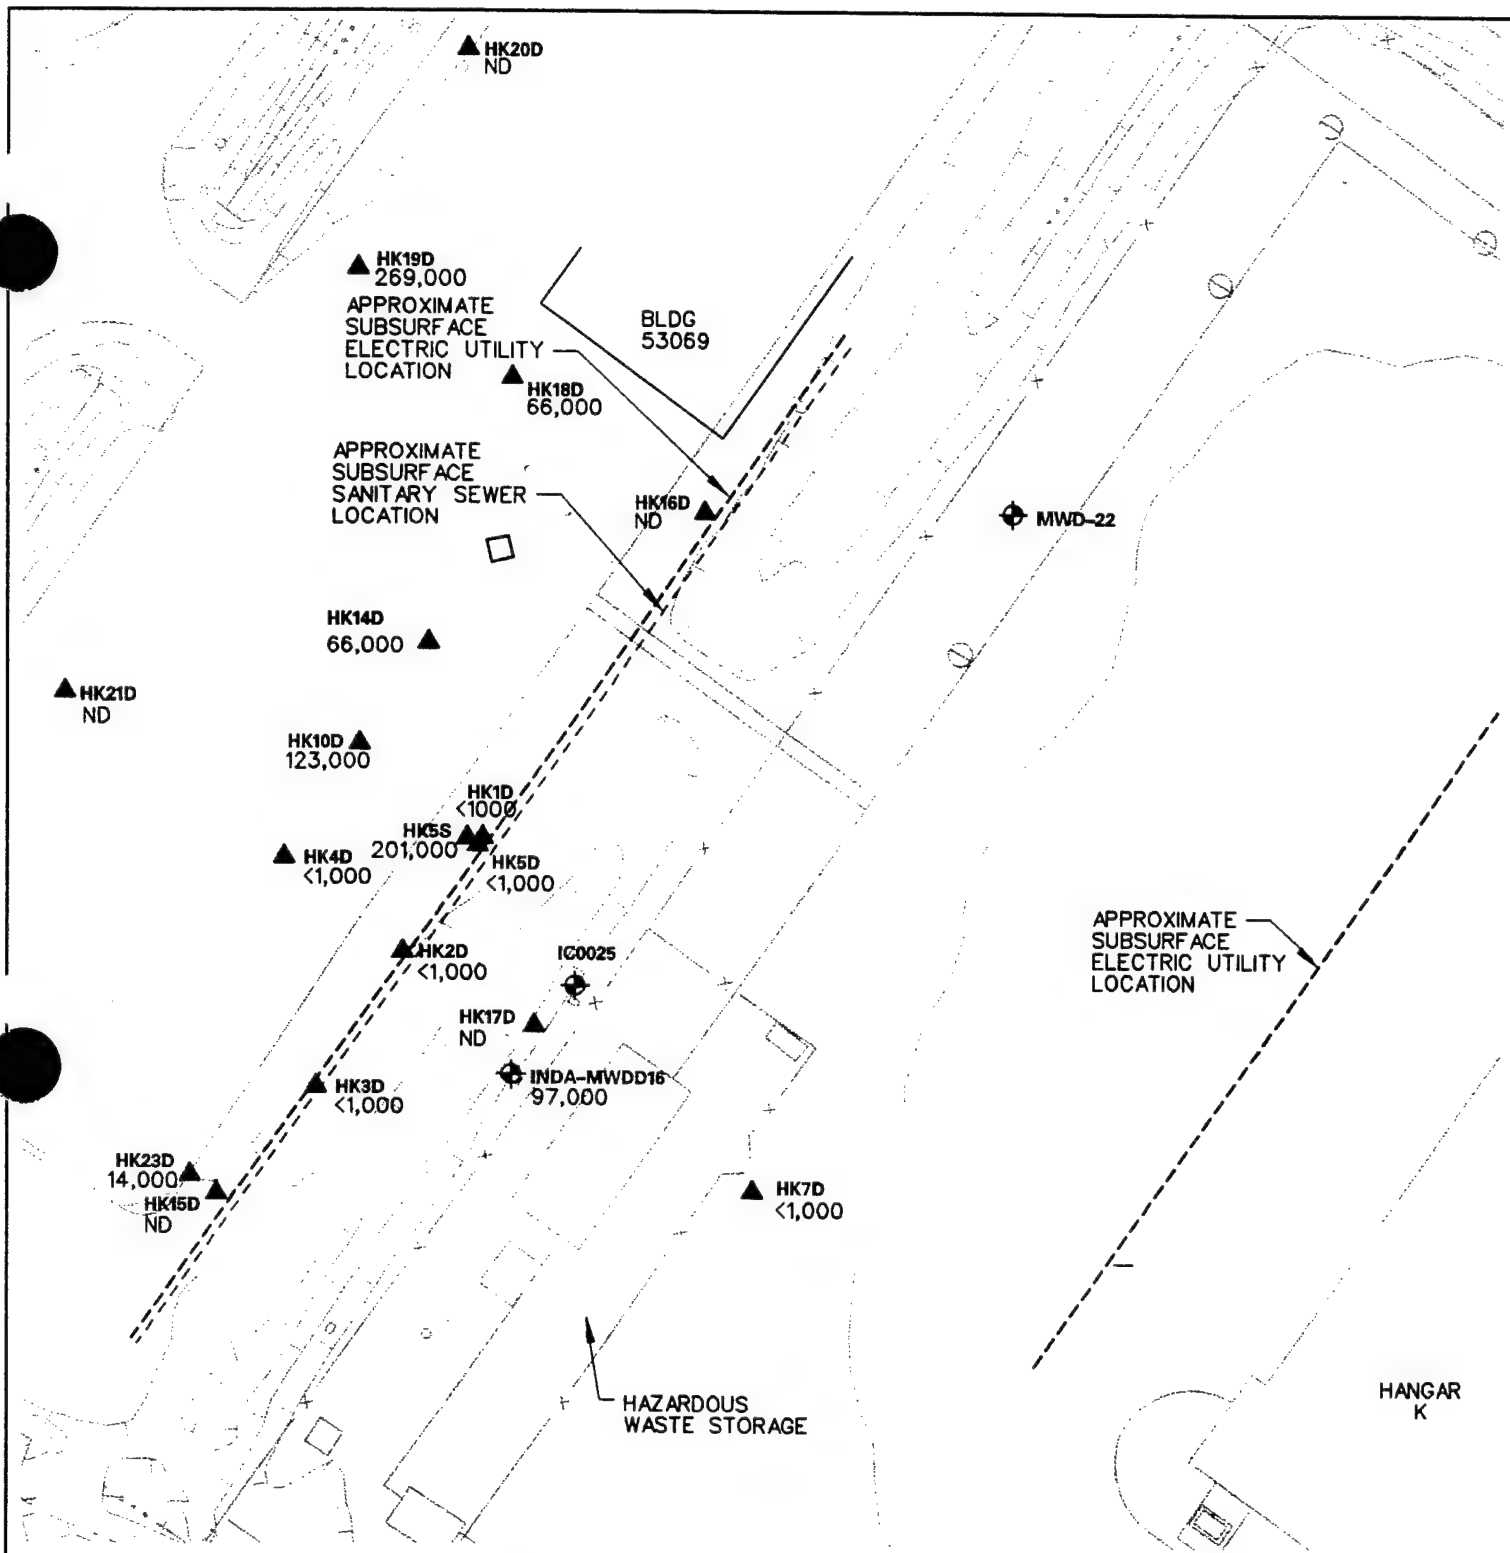 HK20D
ND
HK19D
269,000
APPROXIMATE
SUBSURFACE
ELECTRIC UTILITY
LOCATION
BLDG
53069
HK18D
66,000
APPROXIMATE
SUBSURFACE
SANITARY SEWER
LOCATION
HK16D
ND
MWD-22
HK14D
66,000
HK21D
ND
HK10D
123,000
HK1D
<1000
HK5S
201,000
HK4D
<1,000
HK5D
<1,000
APPROXIMATE
SUBSURFACE
ELECTRIC UTILITY
LOCATION
HK2D
<1,000
IC0025
HK17D
ND
INDA-MWDD16
97,000
HK3D
<1,000
HK23D
14,000
HK15D
ND
HK7D
<1,000
HAZARDOUS
WASTE STORAGE
HANGAR
K